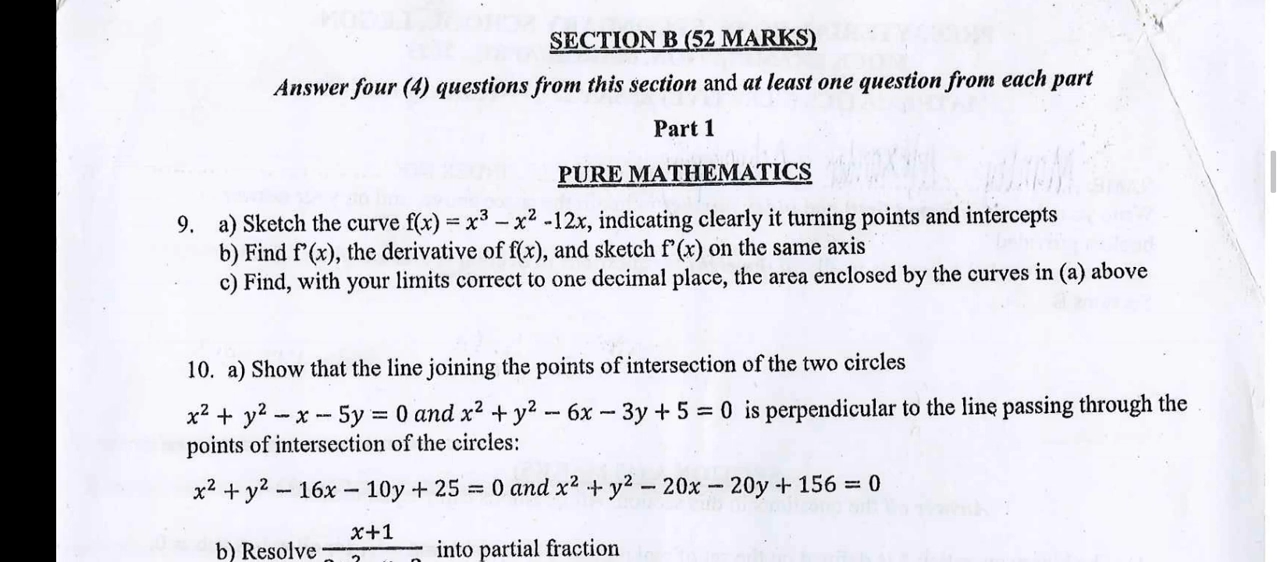 SECTION B (52 MARKS)
Answer four (4) questions from this section and at least one question from each part
Part 1
PURE MATHEMATICS
9. a) Sketch the curve f(x) = x³ – x² -12x, indicating clearly it turning points and intercepts
b) Find f'(x), the derivative of f(x), and sketch f'(x) on the same axis
c) Find, with your limits correct to one decimal place, the area enclosed by the curves in (a) above
10. a) Show that the line joining the points of intersection of the two circles
x² + y² – x – 5y = 0 and x² + y² – 6x – 3y + 5 = 0 is perpendicular to the line passing through the
points of intersection of the circles:
x² + y² – 16x – 10y + 25 = 0 and x² + y² – 20x – 20y + 156 = 0
b) Resolve x+1 into partial fraction